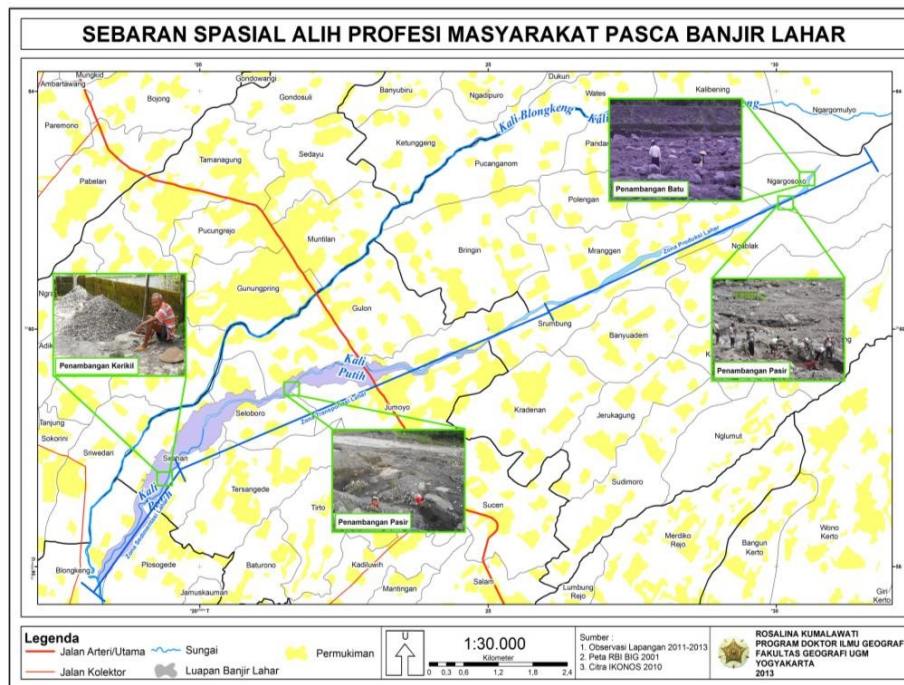 SEBARAN SPASIAL ALIH PROFESI MASYARAKAT PASCA BANJIR LAHAR
Mungkid
Ambartawang
Bojong
Gondowangi
Gondosuli
Banyubiru
Ngadipuro
Dukun
Wates
Kalibening
Ngargomulyo
Paremono
Tamanagung
Sedayu
Ketunggeng
Kali Blongkeng
Pucanganom
Pabelan
Polengan
Penambangan Batu
Ngargosoko
Pucungrejo
Muntilan
Bringin
Mranggen
Zona Produksi Lahar
Ngablak
Gunungpring
Gulon
Srumbung
Banyuadem
Penambangan Kerikil
Kali
Putih
Penambangan Pasir
Jumoyo
Zona Transportasi Lahar
Kradenan
Jerukagung
Tanjung
Sokorini
Sriwedari
Seloboro
Sirahan
Nglumut
Kali
Putih
Tersangede
Tirto
Penambangan Pasir
Sudimoro
Sucen
Zona Sedimentasi Lahar
Merdiko
Rejo
Bangun
Kerto
Wono
Kerto
Blongkeng
Plosogede
Baturono
Kadiluwih
Salam
Jamuskauman
Mantingan
Lumbung
Rejo
Giri
Kerto
Legenda
Jalan Arteri/Utama
Sungai
Permukiman
Jalan Kolektor
Luapan Banjir Lahar
U
1:30.000
Kilometer
0 0,3 0,6 1,2 1,8 2,4
Sumber :
1. Observasi Lapangan 2011-2013
2. Peta RBI BIG 2001
3. Citra IKONOS 2010
ROSALINA KUMALAWATI
PROGRAM DOKTOR ILMU GEOGRAFI
FAKULTAS GEOGRAFI UGM
YOGYAKARTA
2013